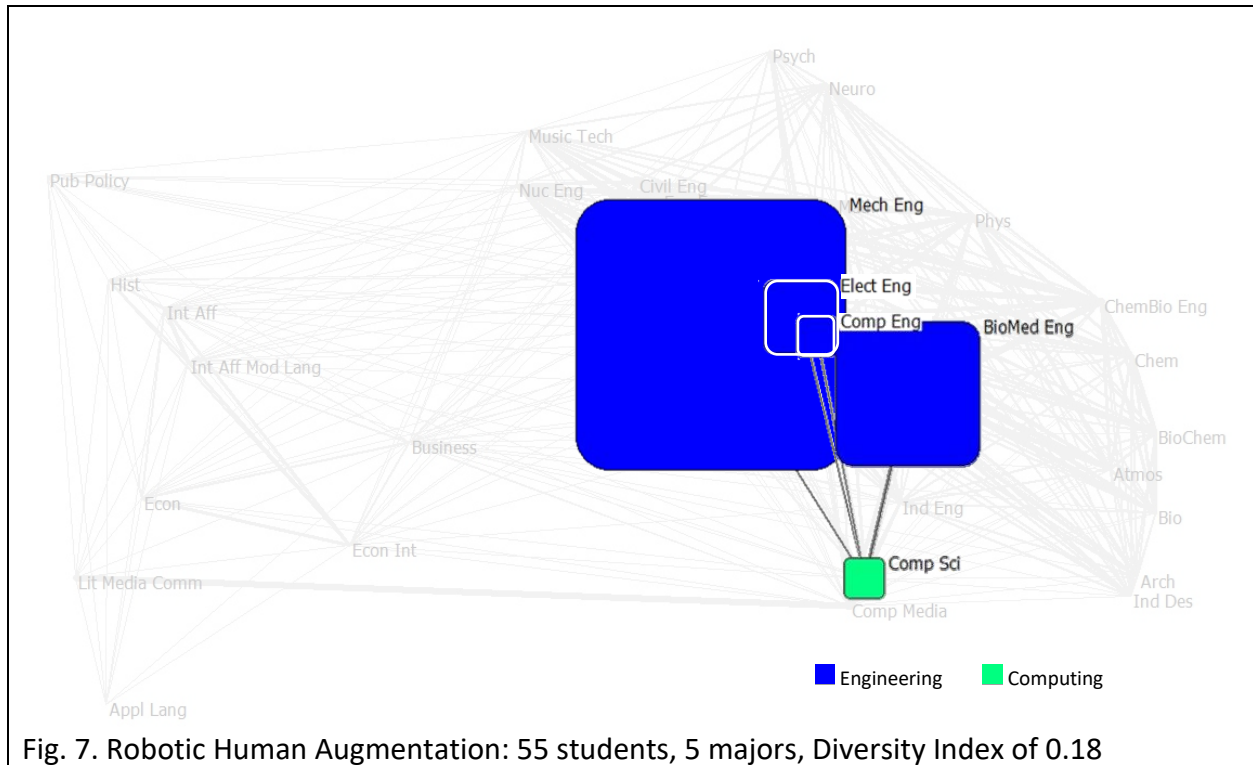 Psych
Neuro
Music Tech
Pub Policy
Nuc Eng
Civil Eng
Mech Eng
Phys
Hist
Int Aff
Elect Eng
ChemBio Eng
Comp Eng
BioMed Eng
Int Aff Mod Lang
Chem
Business
BioChem
Atmos
Econ
Ind Eng
Bio
Econ Int
Comp Sci
Lit Media Comm
Arch
Ind Des
Comp Media
Engineering
Computing
Appl Lang
Fig. 7. Robotic Human Augmentation: 55 students, 5 majors, Diversity Index of 0.18